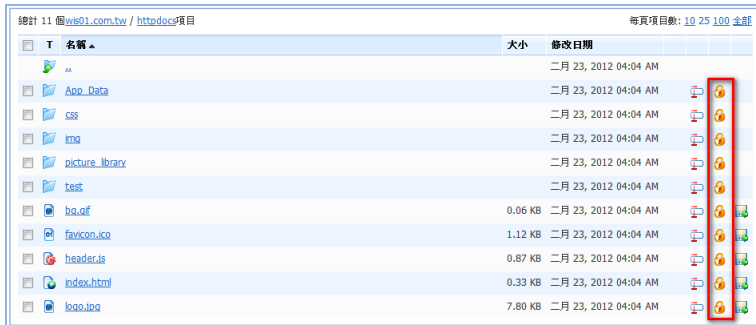 總計 11 個wis01.com.tw / httpdocs項目 每頁項目數: 10 25 100 全部
T 名稱 大小 修改日期
.. 二月 23, 2012 04:04 AM
App_Data 二月 23, 2012 04:04 AM
css 二月 23, 2012 04:04 AM
img 二月 23, 2012 04:04 AM
picture_library 二月 23, 2012 04:04 AM
test 二月 23, 2012 04:04 AM
bg.gif 0.06 KB 二月 23, 2012 04:04 AM
favicon.ico 1.12 KB 二月 23, 2012 04:04 AM
header.js 0.87 KB 二月 23, 2012 04:04 AM
index.html 0.33 KB 二月 23, 2012 04:04 AM
logo.jpg 7.80 KB 二月 23, 2012 04:04 AM